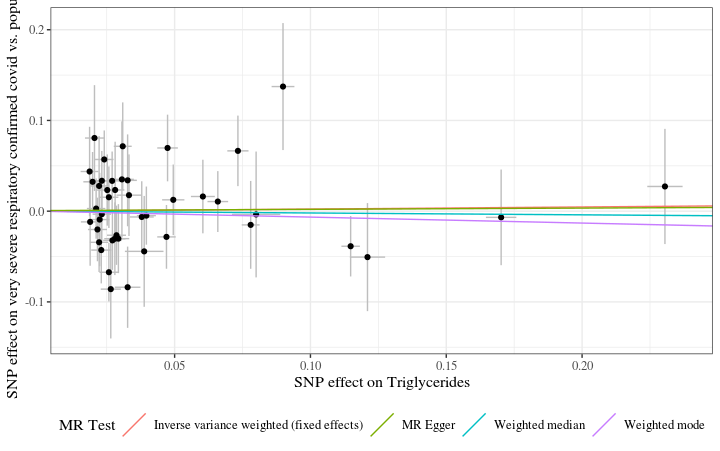 SNP effect on very severe respiratory confirmed covid vs. popu
0.2
0.1
0.0
-0.1
0.05
0.10
0.15
0.20
SNP effect on Triglycerides
MR Test
Inverse variance weighted (fixed effects)
MR Egger
Weighted median
Weighted mode